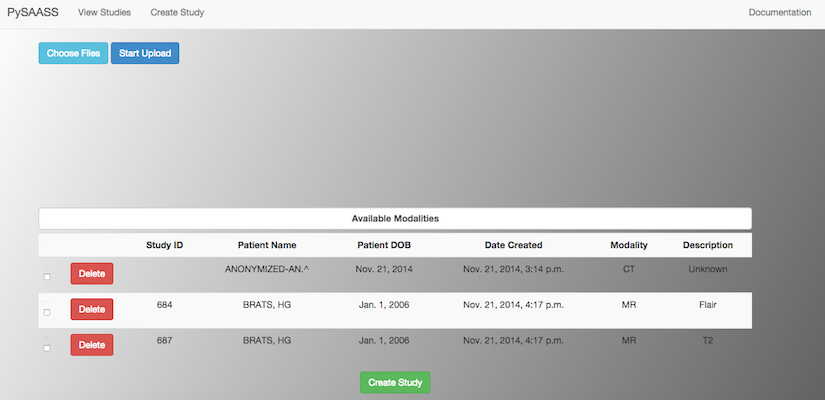 PySAASS View Studies Create Study Documentation
Choose Files Start Upload
Available Modalities
Study ID Patient Name Patient DOB Date Created Modality Description
Delete ANONYMIZED-AN.^ Nov. 21, 2014 Nov. 21, 2014, 3:14 p.m. CT Unknown
Delete 684 BRATS, HG Jan. 1, 2006 Nov. 21, 2014, 4:17 p.m. MR Flair
Delete 687 BRATS, HG Jan. 1, 2006 Nov. 21, 2014, 4:17 p.m. MR T2
Create Study